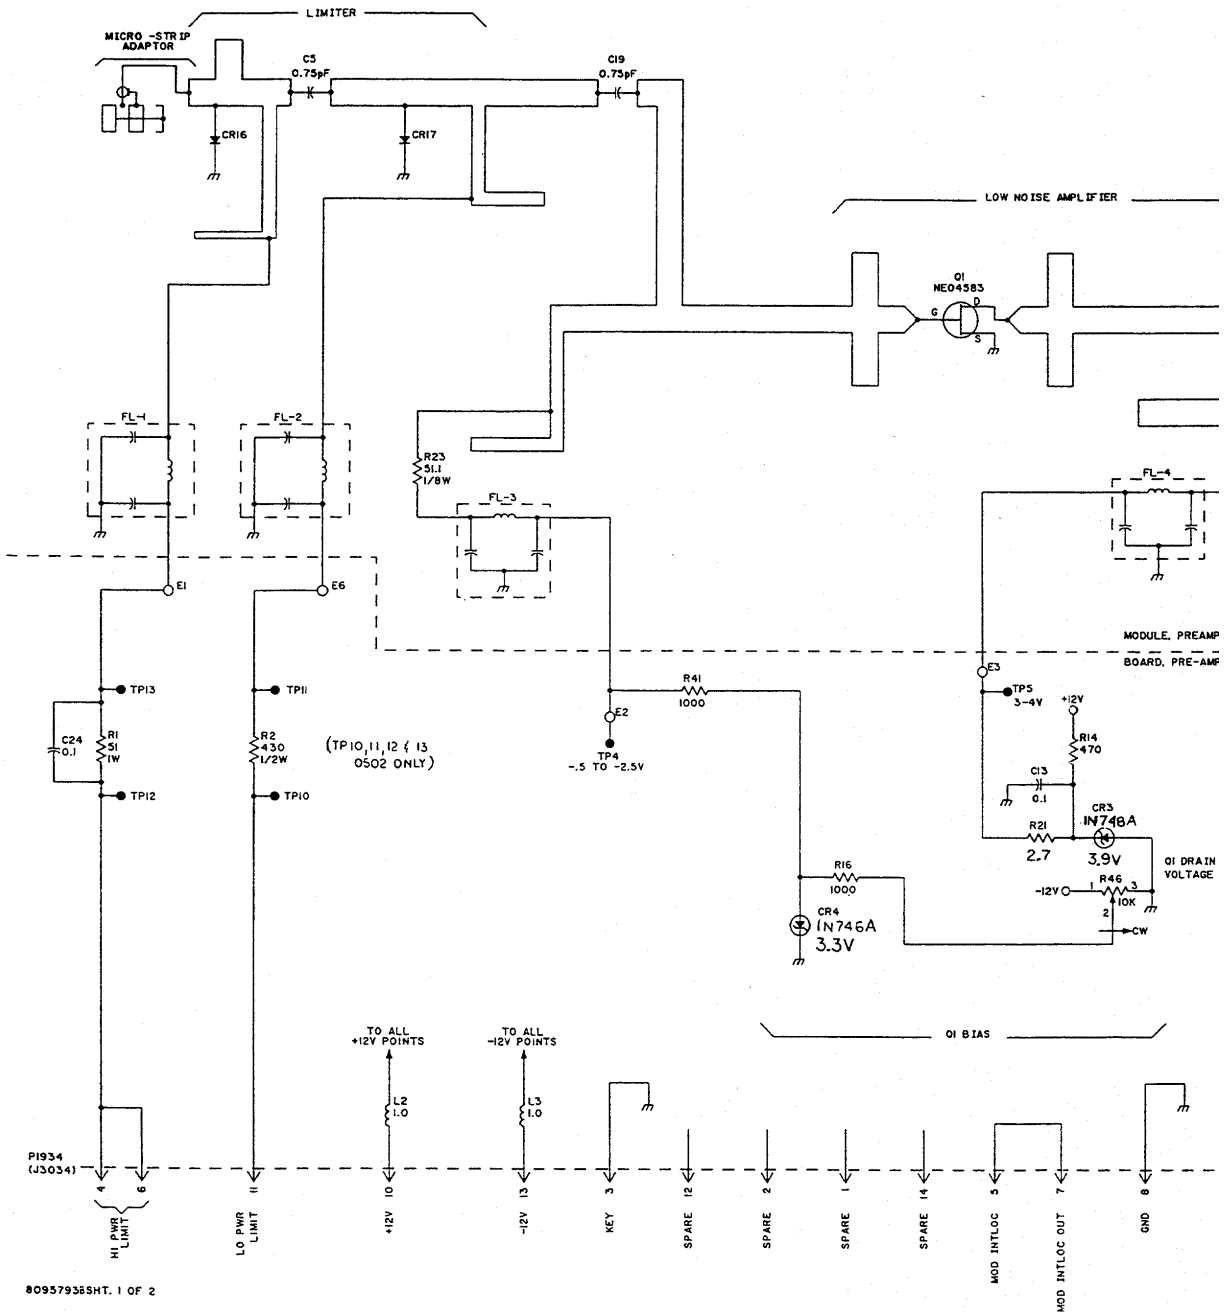 LIMITER
MICRO-STRIP
ADAPTOR
C5
0.75pF
C19
0.75pF
CR16
CR17
LOW NOISE AMPLIFIER
Q1
NE04583
D
G
S
FL-1
FL-2
R23
51.1
1/8W
FL-3
FL-4
E1
E6
MODULE, PREAMP
BOARD, PRE-AMP
E3
TP13
TP11
R41
1000
TP5
3-4V
+12V
E2
C24
0.1
R1
51
1W
R2
430
1/2W
(TP10,11,12 & 13
0502 ONLY)
TP4
-.5 TO -2.5V
R14
470
C13
0.1
TP12
TP10
CR3
1N748A
R21
2.7
3.9V
Q1 DRAIN
VOLTAGE
R16
1000
-12V
1
R46
3
10K
2
CW
CR4
1N746A
3.3V
TO ALL
+12V POINTS
TO ALL
-12V POINTS
Q1 BIAS
L2
1.0
L3
1.0
P1934
(J3034)
4
6
11
10
13
3
12
2
1
14
5
7
8
HI PWR
LIMIT
LO PWR
LIMIT
+12V
-12V
KEY
SPARE
SPARE
SPARE
SPARE
MOD INTLOC
MOD INTLOC OUT
GND
SHT. 1 OF 2